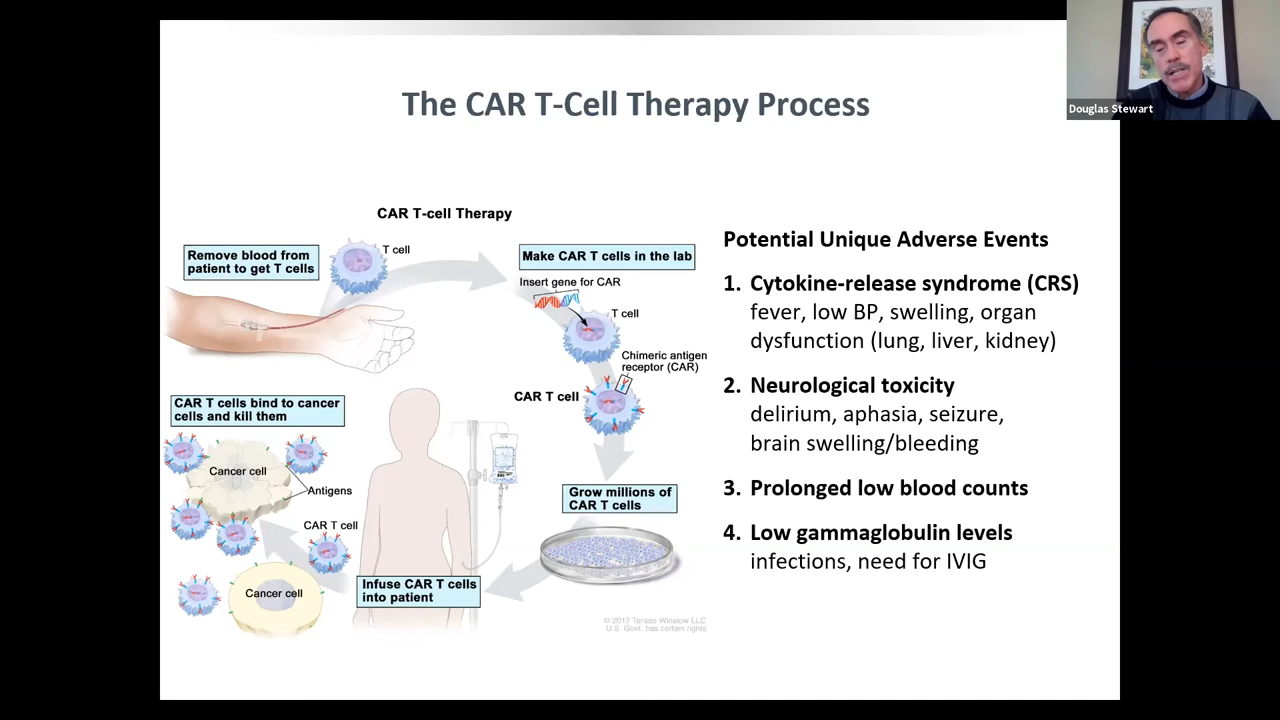 The CAR T-Cell Therapy Process
Douglas Stewart
CAR T-cell Therapy
Remove blood from
patient to get T cells
T cell
Make CAR T cells in the lab
Insert gene for CAR
T cell
Chimeric antigen
receptor (CAR)
CAR T cell
Grow millions of
CAR T cells
Infuse CAR T cells
into patient
CAR T cells bind to cancer
cells and kill them
Cancer cell
Antigens
CAR T cell
Cancer cell
© 2017 Terese Winslow LLC
U.S. Govt. has certain rights
Potential Unique Adverse Events
1. Cytokine-release syndrome (CRS)
fever, low BP, swelling, organ
dysfunction (lung, liver, kidney)
2. Neurological toxicity
delirium, aphasia, seizure,
brain swelling/bleeding
3. Prolonged low blood counts
4. Low gammaglobulin levels
infections, need for IVIG